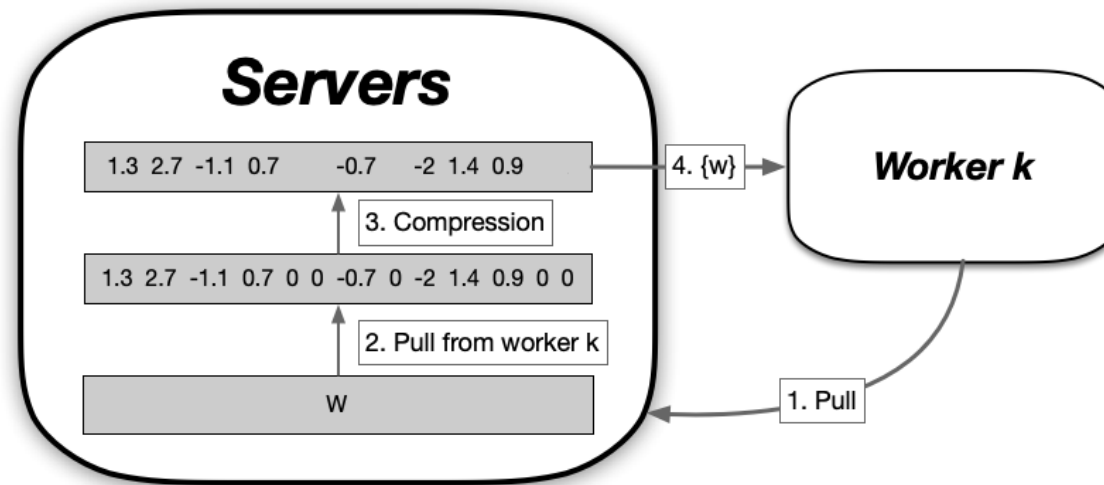 Servers
1.3 2.7 -1.1 0.7 -0.7 -2 1.4 0.9
4. {w}
Worker k
3. Compression
1.3 2.7 -1.1 0.7 0 0 -0.7 0 -2 1.4 0.9 0 0
2. Pull from worker k
W
1. Pull